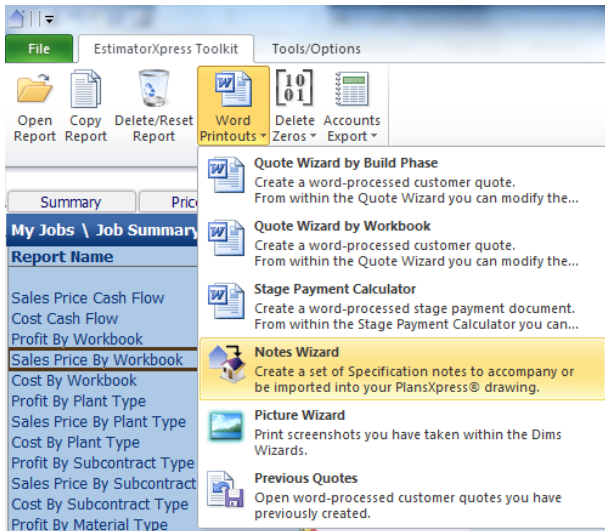 File EstimatorXpress Toolkit Tools/Options
Open Copy Delete/Reset Word Delete Accounts
Report Report Report Printouts Zeros Export
Quote Wizard by Build Phase
Create a word-processed customer quote.
From within the Quote Wizard you can modify the...
Summary
Quote Wizard by Workbook
Create a word-processed customer quote.
From within the Quote Wizard you can modify the...
My Jobs \ Job Summary
Report Name
Stage Payment Calculator
Create a word-processed stage payment document.
From within the Stage Payment Calculator you can...
Notes Wizard
Create a set of Specification notes to accompany or
be imported into your PlansXpress® drawing.
Picture Wizard
Print screenshots you have taken within the Dims
Wizards.
Previous Quotes
Open word-processed customer quotes you have
previously created.
Sales Price Cash Flow
Cost Cash Flow
Profit By Workbook
Sales Price By Workbook
Cost By Workbook
Profit By Plant Type
Sales Price By Plant Type
Cost By Plant Type
Profit By Subcontract Type
Sales Price By Subcontract
Cost By Subcontract Type
Profit By Material Type